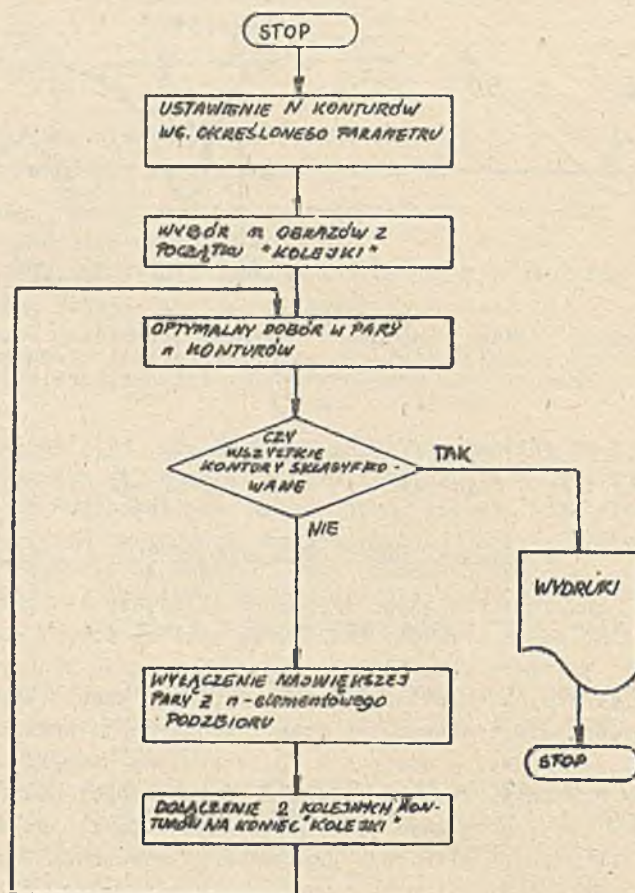 STOP
USTAWIENIE N KONTURÓW
WG. OKREŚLONEGO PARAMETRU
WYBÓR n OBRAZÓW Z
POCZĄTKU "KOLEJKI"
OPTYMALNY DOBÓR W PARY
n KONTURÓW
CZY
WSZYSTKIE
KONTURY SKLASYFIKO-
WANE
TAK
NIE
WYDRUKI
WYŁĄCZENIE NAJWIĘKSZEJ
PARY Z n-elementowego
PODZBIORU
STOP
DOŁĄCZENIE 2 KOLEJNYCH KON-
TURÓW NA KONIEC "KOLEJKI"